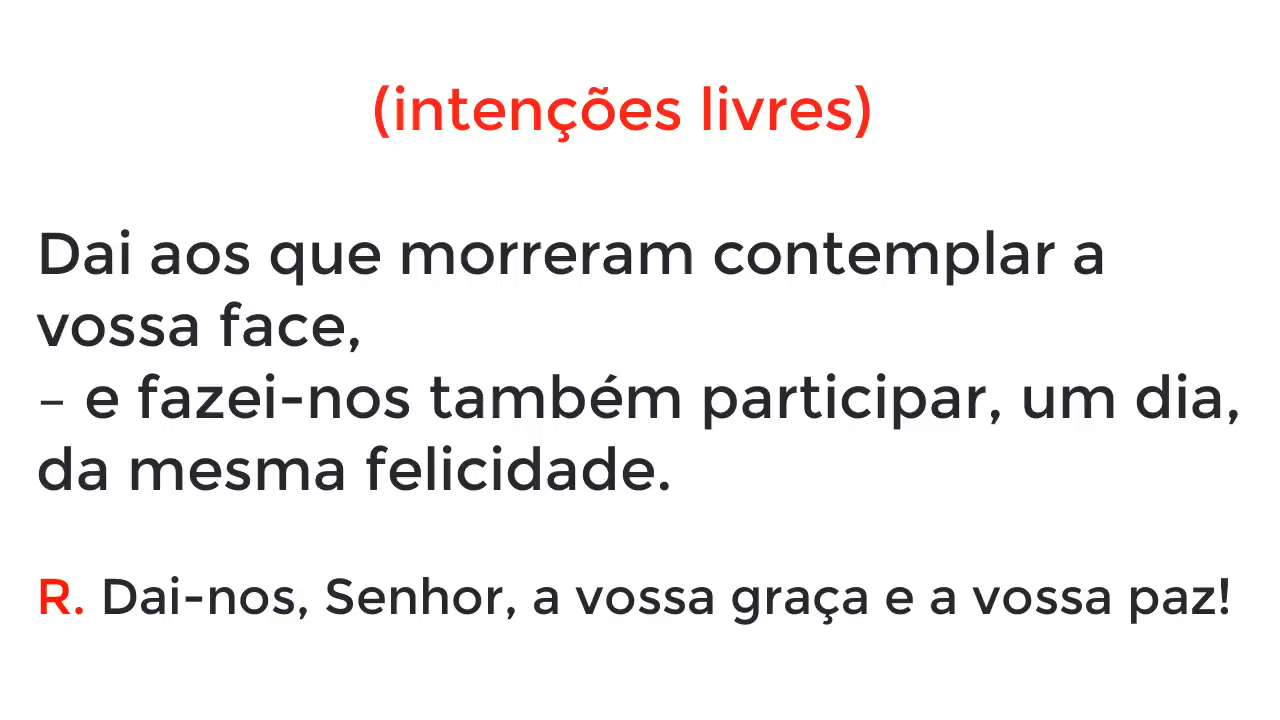 (intenções livres)
Dai aos que morreram contemplar a
vossa face,
– e fazei-nos também participar, um dia,
da mesma felicidade.
R. Dai-nos, Senhor, a vossa graça e a vossa paz!